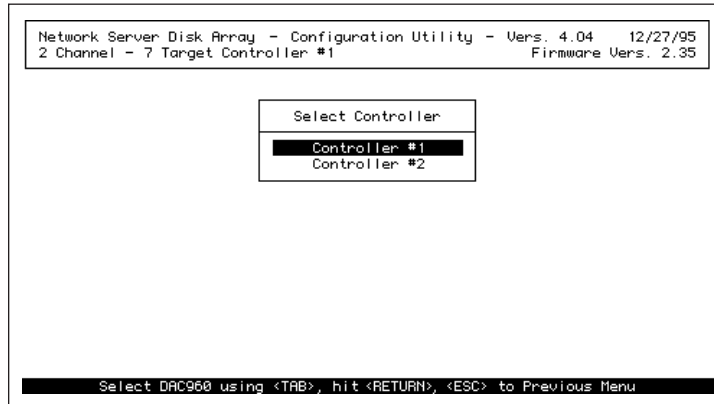 Network Server Disk Array - Configuration Utility - Vers. 4.04 12/27/95
2 Channel - 7 Target Controller #1 Firmware Vers. 2.35
Select Controller
Controller #1
Controller #2
Select DAC960 using <TAB>, hit <RETURN>, <ESC> to Previous Menu